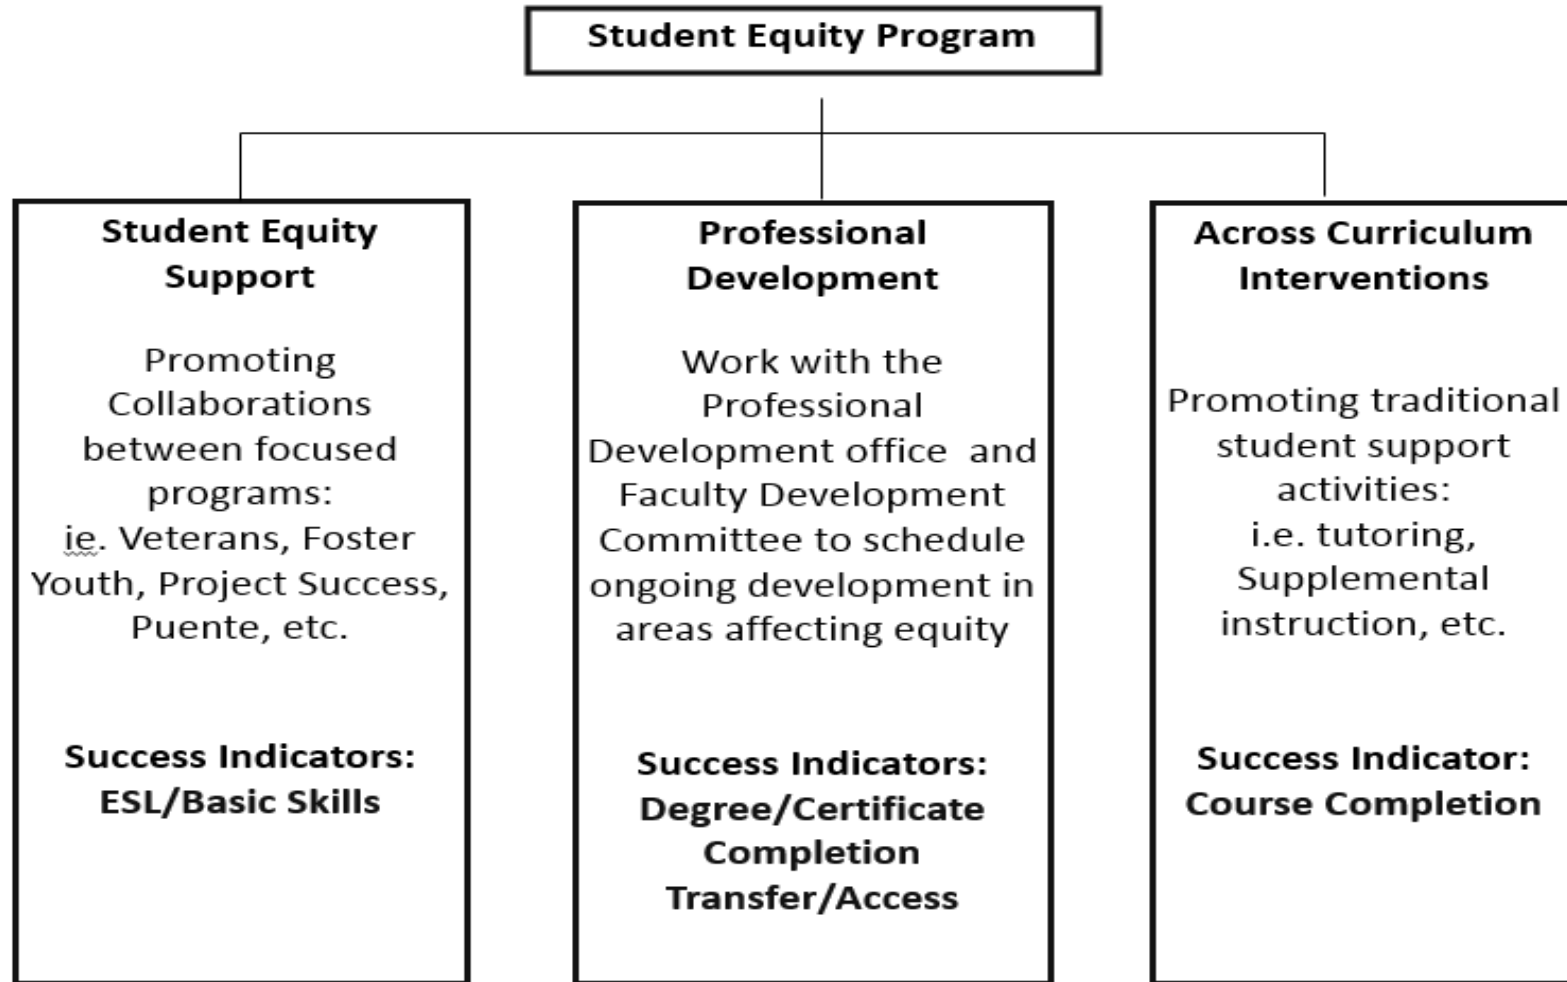 Student Equity Program
Student Equity
Support
Promoting
Collaborations
between focused
programs:
ie. Veterans, Foster
Youth, Project Success,
Puente, etc.
Success Indicators:
ESL/Basic Skills
Professional
Development
Work with the
Professional
Development office  and
Faculty Development
Committee to schedule
ongoing development in
areas affecting equity
Success Indicators:
Degree/Certificate
Completion
Transfer/Access
Across Curriculum
Interventions
Promoting traditional
student support
activities:
i.e. tutoring,
Supplemental
instruction, etc.
Success Indicator:
Course Completion